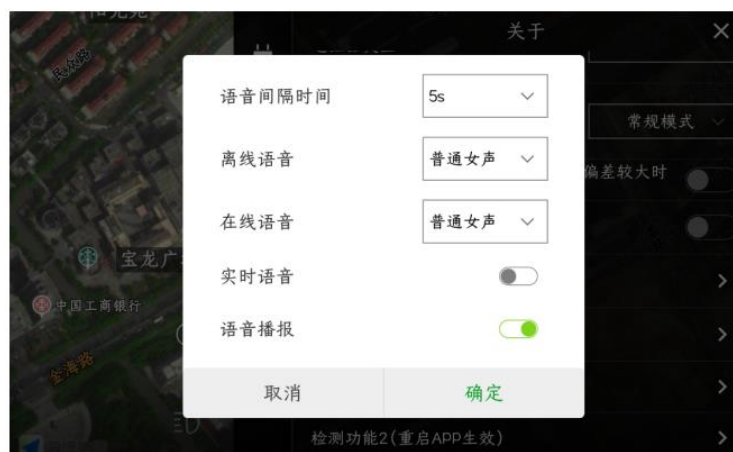 关于
民众路
语音间隔时间 5s
常规模式
离线语音 普通女声
偏差较大时
在线语音 普通女声
宝龙广
实时语音
中国工商银行
语音播报
金海路
取消 确定
检测功能2(重启APP生效)